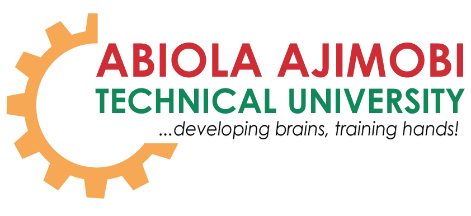 ABIOLA AJIMOBI
TECHNICAL UNIVERSITY
...developing brains, training hands!